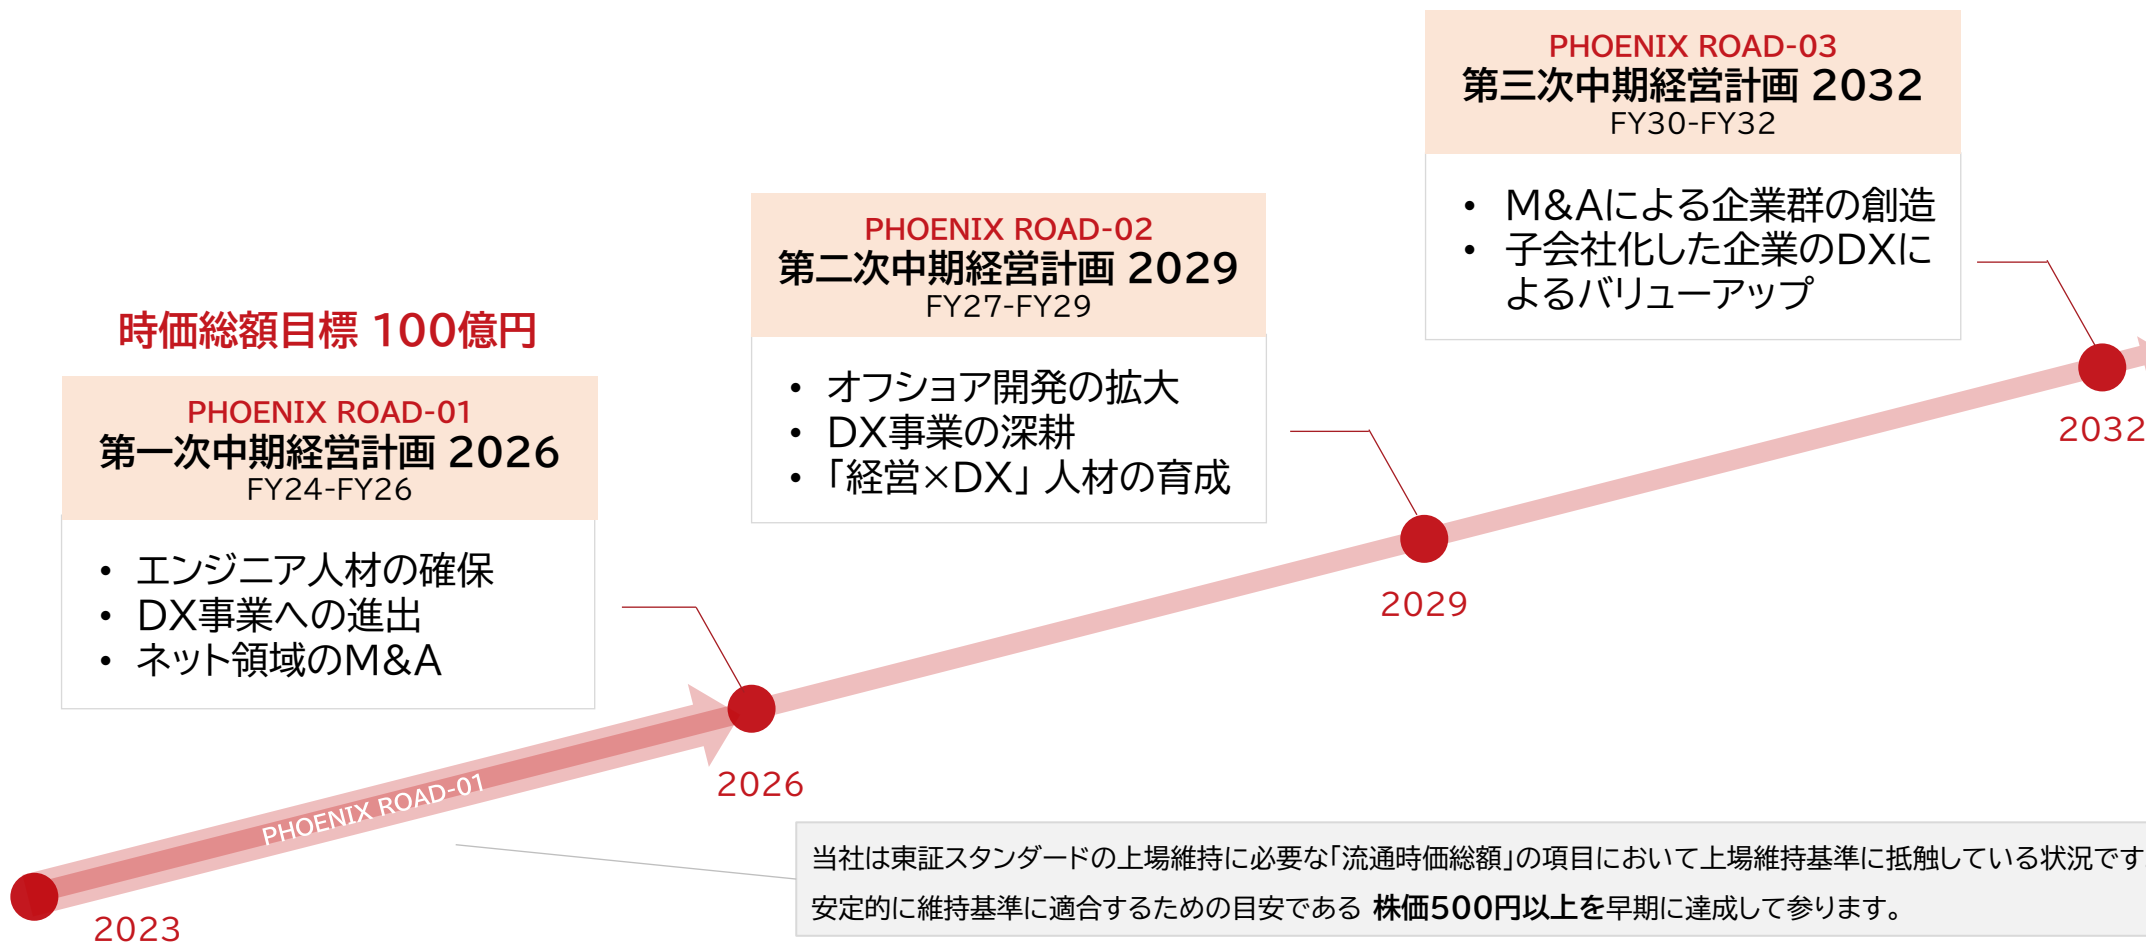 PHOENIX ROAD-03
第三次中期経営計画 2032
FY30-FY32
• M&Aによる企業群の創造
• 子会社化した企業のDXに
よるバリューアップ
PHOENIX ROAD-02
第二次中期経営計画 2029
FY27-FY29
• オフショア開発の拡大
• DX事業の深耕
• 「経営×DX」 人材の育成
時価総額目標 100億円
PHOENIX ROAD-01
第一次中期経営計画 2026
FY24-FY26
• エンジニア人材の確保
• DX事業への進出
• ネット領域のM&A
2032
2029
2026
PHOENIX ROAD-01
2023
当社は東証スタンダードの上場維持に必要な「流通時価総額」の項目において上場維持基準に抵触している状況です
安定的に維持基準に適合するための目安である 株価500円以上を早期に達成して参ります。